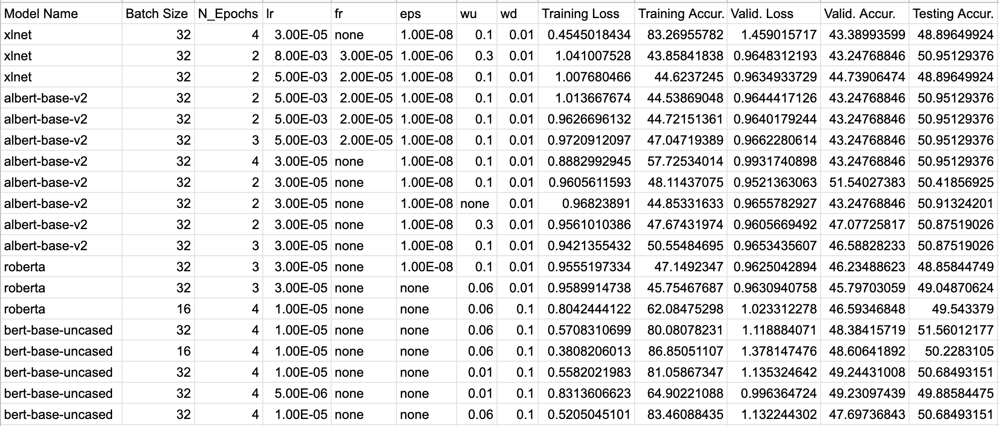 Model Name Batch Size N_Epochs lr fr eps wu wd Training Loss Training Accur. Valid. Loss Valid. Accur. Testing Accur.
xlnet 32 4 3.00E-05 none 1.00E-08 0.1 0.01 0.4545018434 83.26955782 1.459015717 43.38993599 48.89649924
xlnet 32 2 8.00E-03 3.00E-05 1.00E-06 0.3 0.01 1.041007528 43.85841838 0.9648312193 43.24768846 50.95129376
xlnet 32 2 5.00E-03 2.00E-05 1.00E-08 0.1 0.01 1.007680466 44.6237245 0.9634933729 44.73906474 48.89649924
albert-base-v2 32 2 5.00E-03 2.00E-05 1.00E-08 0.1 0.01 1.013667674 44.53869048 0.9644417126 43.24768846 50.95129376
albert-base-v2 32 2 5.00E-03 2.00E-05 1.00E-08 0.1 0.01 0.9626696132 44.72151361 0.9640179244 43.24768846 50.95129376
albert-base-v2 32 3 5.00E-03 2.00E-05 1.00E-08 0.1 0.01 0.9720912097 47.04719389 0.9662280614 43.24768846 50.95129376
albert-base-v2 32 4 3.00E-05 none 1.00E-08 0.1 0.01 0.8882992945 57.72534014 0.9931740898 43.24768846 50.95129376
albert-base-v2 32 2 3.00E-05 none 1.00E-08 0.1 0.01 0.9605611593 48.11437075 0.9521363063 51.54027383 50.41856925
albert-base-v2 32 2 3.00E-05 none 1.00E-08 none 0.01 0.96823891 44.85331633 0.9655782927 43.24768846 50.91324201
albert-base-v2 32 2 3.00E-05 none 1.00E-08 0.3 0.01 0.9561010386 47.67431974 0.9605669492 47.07725817 50.87519026
albert-base-v2 32 3 3.00E-05 none 1.00E-08 0.1 0.01 0.9421355432 50.55484695 0.9653435607 46.58828233 50.87519026
roberta 32 3 3.00E-05 none 1.00E-08 0.1 0.01 0.9555197334 47.1492347 0.9625042894 46.23488623 48.85844749
roberta 32 3 3.00E-05 none none 0.06 0.01 0.9589914738 45.75467687 0.9630940758 45.79703059 49.04870624
roberta 16 4 1.00E-05 none none 0.06 0.1 0.8042444122 62.08475298 1.023312278 46.59346848 49.543379
bert-base-uncased 32 4 1.00E-05 none none 0.06 0.1 0.5708310699 80.08078231 1.118884071 48.38415719 51.56012177
bert-base-uncased 16 4 1.00E-05 none none 0.06 0.1 0.3808206013 86.85051107 1.378147476 48.60641892 50.2283105
bert-base-uncased 32 4 1.00E-05 none none 0.01 0.1 0.5582021983 81.05867347 1.135324642 49.24431008 50.68493151
bert-base-uncased 32 4 5.00E-06 none none 0.01 0.1 0.8313606623 64.90221088 0.996364724 49.23097439 49.88584475
bert-base-uncased 32 4 1.00E-05 none none 0.06 0.1 0.5205045101 83.46088435 1.132244302 47.69736843 50.68493151